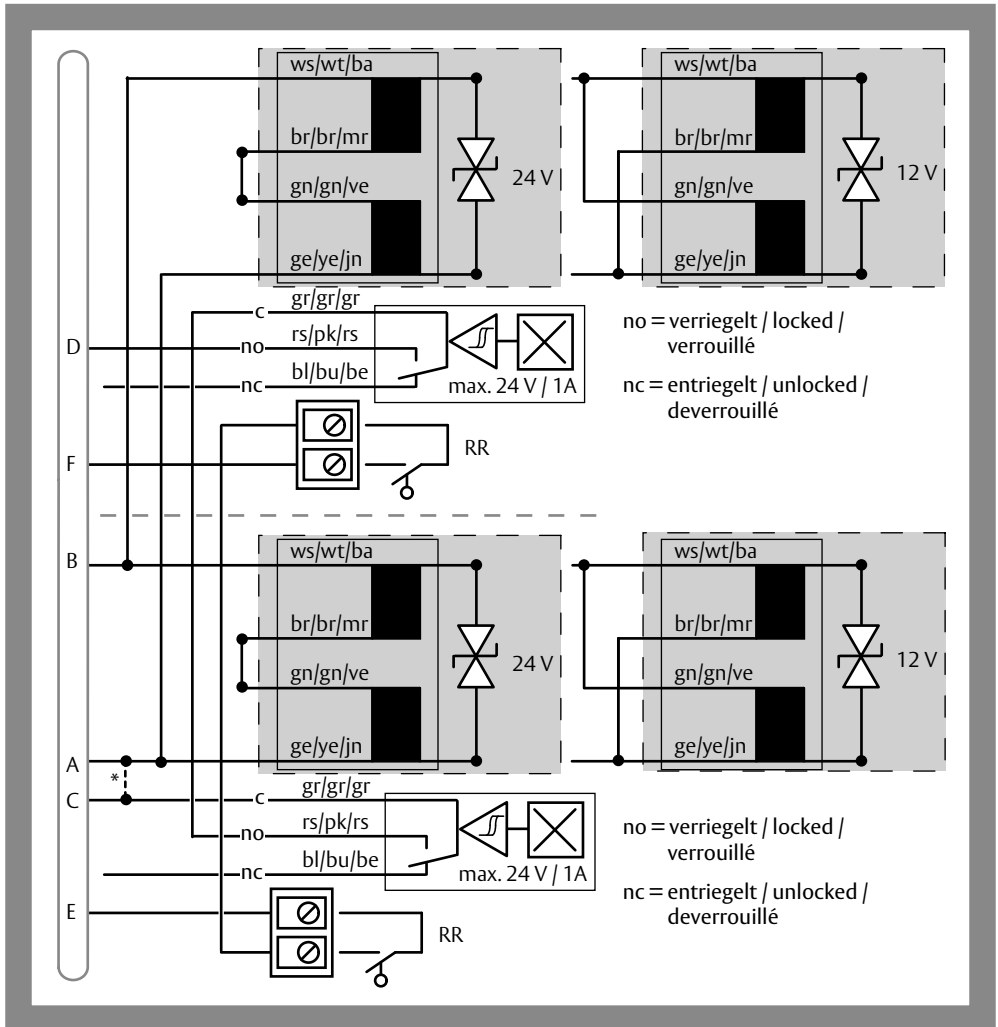 ws/wt/ba
ws/wt/ba
br/br/mr
br/br/mr
24 V
12 V
gn/gn/ve
gn/gn/ve
ge/ye/jn
ge/ye/jn
c
gr/gr/gr
no = verriegelt / locked /
verrouillé
D
no
rs/pk/rs
nc
bl/bu/be
max. 24 V / 1A
nc = entriegelt / unlocked /
deverrouillé
F
RR
B
ws/wt/ba
ws/wt/ba
br/br/mr
br/br/mr
24 V
12 V
gn/gn/ve
gn/gn/ve
ge/ye/jn
ge/ye/jn
A
*
C
c
gr/gr/gr
no
rs/pk/rs
no = verriegelt / locked /
verrouillé
nc
bl/bu/be
max. 24 V / 1A
nc = entriegelt / unlocked /
deverrouillé
E
RR